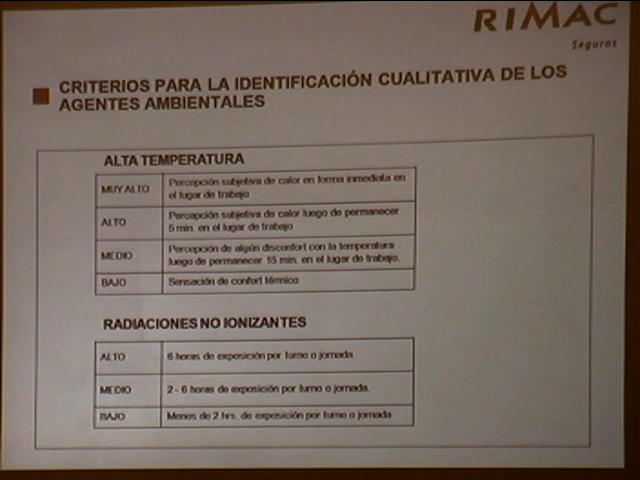 RIMAC
Seguros
CRITERIOS PARA LA IDENTIFICACIÓN CUALITATIVA DE LOS
AGENTES AMBIENTALES
ALTA TEMPERATURA
MUY ALTO
Percepción subjetiva de calor en forma inmediata en
el lugar de trabajo
ALTO
Percepción subjetiva de calor luego de permanecer
5 min. en el lugar de trabajo
MEDIO
Percepción de algún disconfort con la temperatura
luego de permanecer 15 min. en el lugar de trabajo.
BAJO
Sensación de confort térmico
RADIACIONES NO IONIZANTES
ALTO
6 horas de exposición por turno o jornada.
MEDIO
2 - 6 horas de exposición por turno o jornada.
BAJO
Menos de 2 hrs. de exposición por turno o jornada